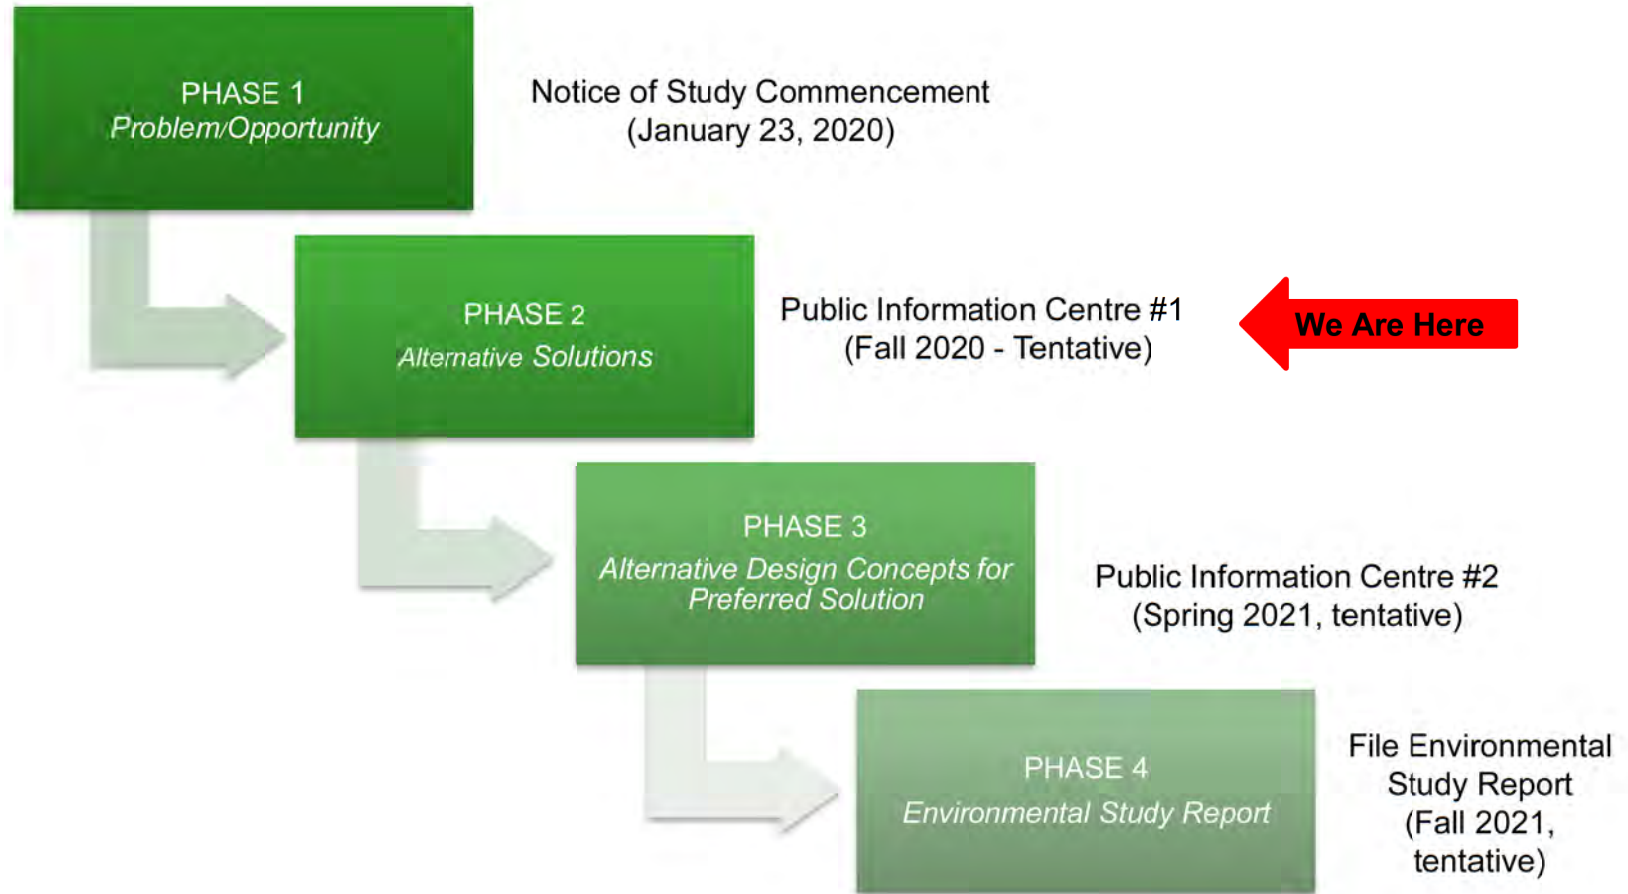 PHASE 1
Problem/Opportunity
Notice of Study Commencement
(January 23, 2020)
PHASE 2
Alternative Solutions
Public Information Centre #1
(Fall 2020 - Tentative)
We Are Here
PHASE 3
Alternative Design Concepts for
Preferred Solution
Public Information Centre #2
(Spring 2021, tentative)
PHASE 4
Environmental Study Report
File Environmental
Study Report
(Fall 2021,
tentative)